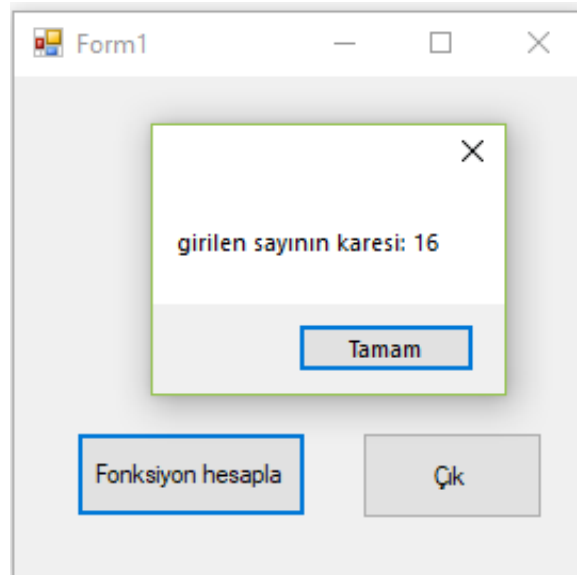 Form1
girilen sayının karesi: 16
Tamam
Fonksiyon hesapla
Çık